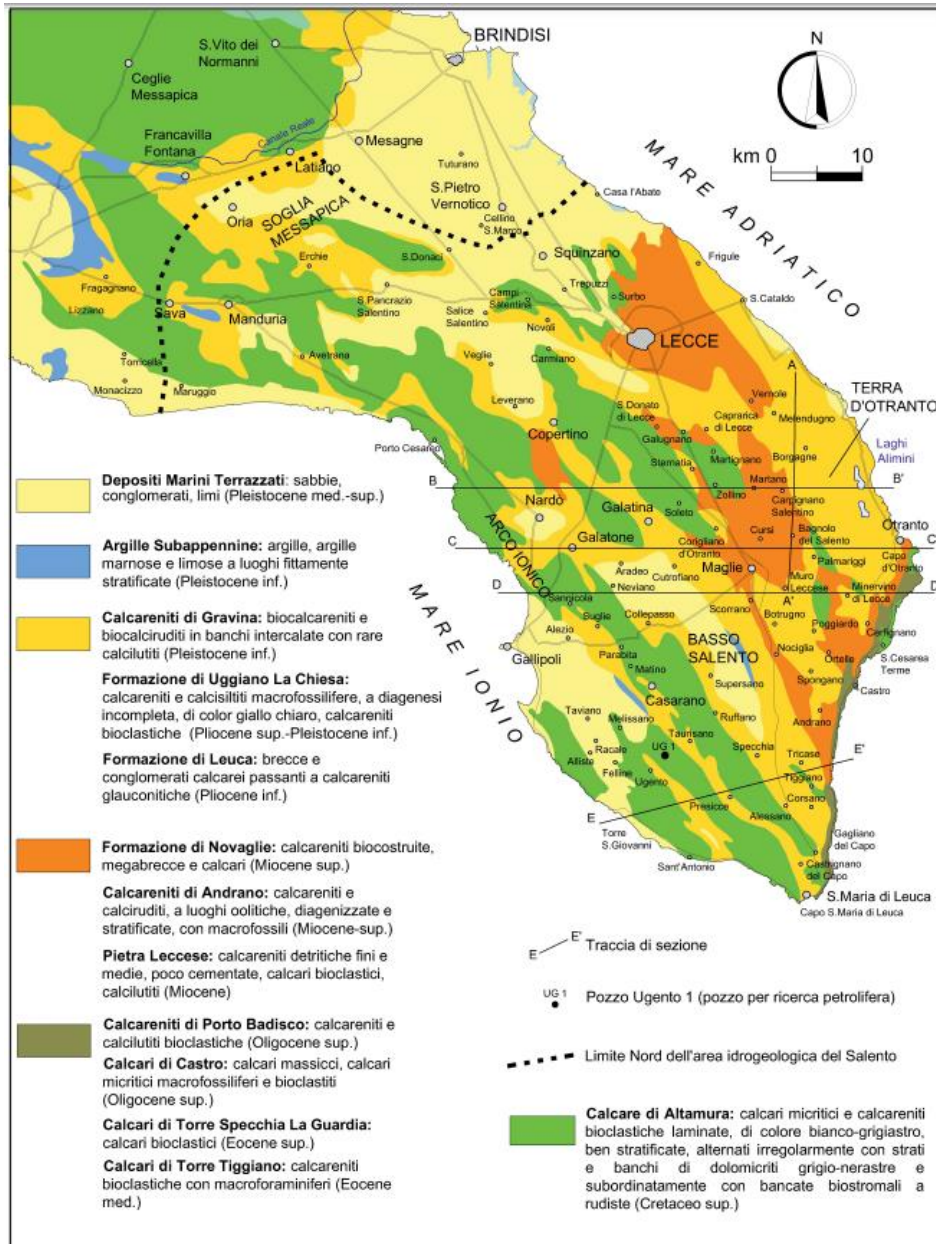 BRINDISI
S.Vito dei
Normanni
Ceglie
Messapica
N
km 0 10
Francavilla
Fontana
Canale Reale
Mesagne
Latiano
Tuturano
MARE ADRIATICO
S.Pietro
Vernotico
Casa l'Abate
Oria
SOGLIA
MESSAPICA
Cellino
S.Marco
Squinzano
S.Donaci
Erchie
Frigule
Fragagnano
Trepuzzi
Lizzano
Sava
Manduria
S.Pancrazio
Salentino
Campi
Salentina
Surbo
S.Cataldo
Salice
Salentino
Novoli
LECCE
Torricella
Avetrana
Veglie
Carmiano
Monacizzo
Maruggio
A
TERRA
D'OTRANTO
Leverano
Vernole
S.Donato
di Lecce
Caprarica
di Lecce
Melendugno
Copertino
Galugnano
Laghi
Alimini
Porto Cesareo
Martignano
Borgagne
Sternatia
B
Martano
B'
Zollino
Carpignano
Salentino
Nardo
Galatina
Soleto
Otranto
ARCO IONICO
Cursi
Bagnolo
del Salento
C
Galatone
Corigliano
d'Otranto
C'
Capo
d'Otranto
Palmariggi
Aradeo
Cutrofiano
Maglie
D
Neviano
Muro
Leccese
Minervino
di Lecce
D'
A'
MARE IONIO
Sannicola
Scorrano
Tuglie
Collepasso
Botrugno
Poggiardo
Alezio
BASSO
SALENTO
Cerfignano
Gallipoli
Parabita
Nociglia
Ortelle
S.Cesarea
Terme
Matino
Supersano
Spongano
Castro
Casarano
Taviano
Melissano
Ruffano
Andrano
Taurisano
Racale
UG 1
Specchia
Tricase
E'
Alliste
Felline
Ugento
Tiggiano
Presicce
Corsano
E
Alessano
Torre
S.Giovanni
Gagliano
del Capo
Sant'Antonio
Castrignano
del Capo
S.Maria di Leuca
Capo S.Maria di Leuca
Depositi Marini Terrazzati: sabbie,
conglomerati, limi (Pleistocene med.-sup.)
Argille Subappennine: argille, argille
marnose e limose a luoghi fittamente
stratificate (Pleistocene inf.)
Calcareniti di Gravina: biocalcareniti e
biocalciruditi in banchi intercalate con rare
calcilutiti (Pleistocene inf.)
Formazione di Uggiano La Chiesa:
calcareniti e calcisiltiti macrofossilifere, a diagenesi
incompleta, di color giallo chiaro, calcareniti
bioclastiche (Pliocene sup.-Pleistocene inf.)
Formazione di Leuca: brecce e
conglomerati calcarei passanti a calcareniti
glauconitiche (Pliocene inf.)
Formazione di Novaglie: calcareniti biocostruite,
megabrecce e calcari (Miocene sup.)
Calcareniti di Andrano: calcareniti e
calciruditi, a luoghi oolitiche, diagenizzate e
stratificate, con macrofossili (Miocene-sup.)
Pietra Leccese: calcareniti detritiche fini e
medie, poco cementate, calcari bioclastici,
calcilutiti (Miocene)
Calcareniti di Porto Badisco: calcareniti e
calcilutiti bioclastiche (Oligocene sup.)
Calcari di Castro: calcari massicci, calcari
micritici macrofossiliferi e bioclastiti
(Oligocene sup.)
Calcari di Torre Specchia La Guardia:
calcari bioclastici (Eocene sup.)
Calcari di Torre Tiggiano: calcareniti
bioclastiche con macroforaminiferi (Eocene
med.)
E E' Traccia di sezione
UG 1 Pozzo Ugento 1 (pozzo per ricerca petrolifera)
Limite Nord dell'area idrogeologica del Salento
Calcare di Altamura: calcari micritici e calcareniti
bioclastiche laminate, di colore bianco-grigiastro,
ben stratificate, alternati irregolarmente con strati
e banchi di dolomicriti grigio-nerastre e
subordinatamente con bancate biostromali a
rudiste (Cretaceo sup.)